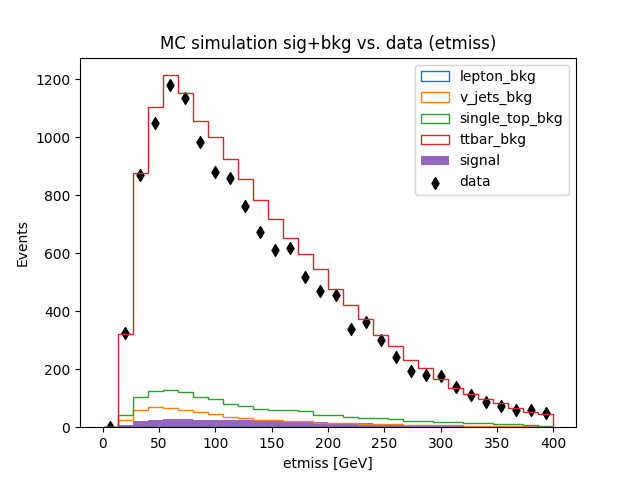 MC simulation sig+bkg vs. data (etmiss)
lepton_bkg
v_jets_bkg
single_top_bkg
ttbar_bkg
signal
data
Events
1200
1000
800
600
400
200
0
0 50 100 150 200 250 300 350 400
etmiss [GeV]